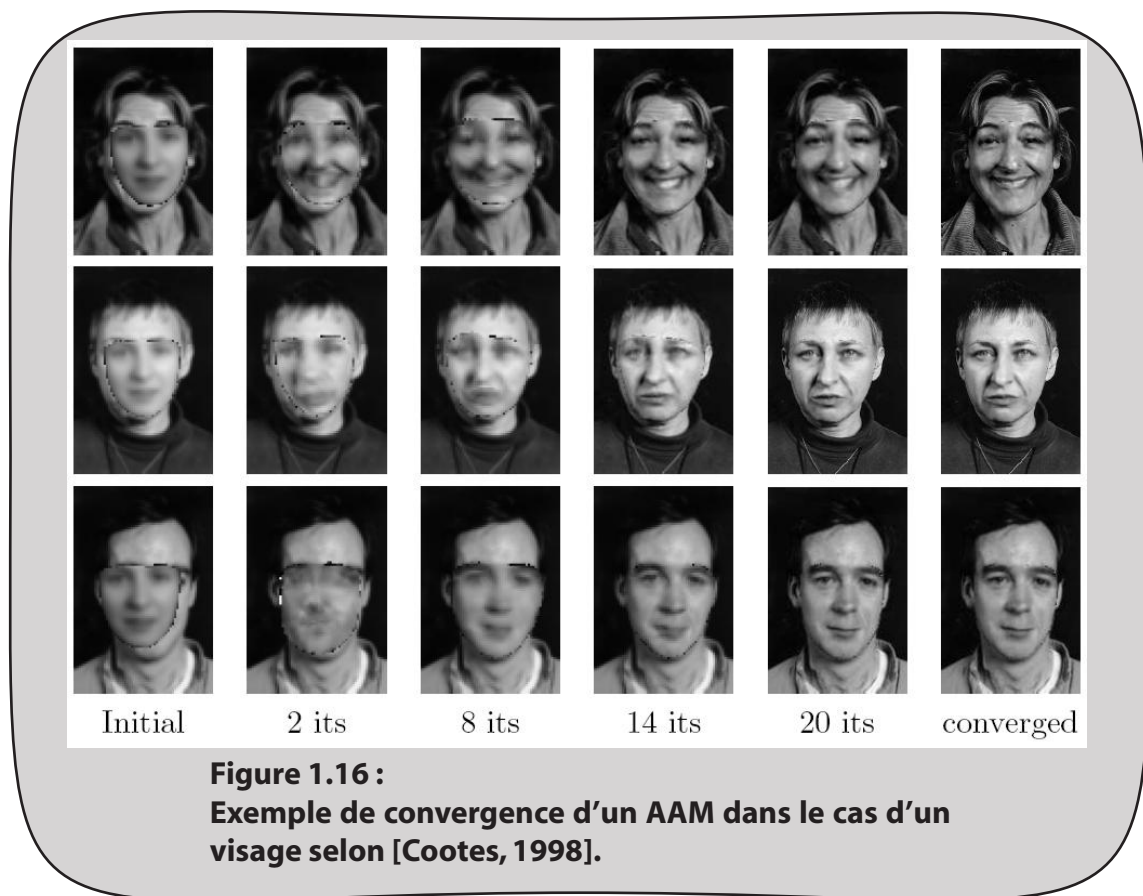 Initial 2 its 8 its 14 its 20 its converged
Figure 1.16 :
Exemple de convergence d’un AAM dans le cas d’un
visage selon [Cootes, 1998].